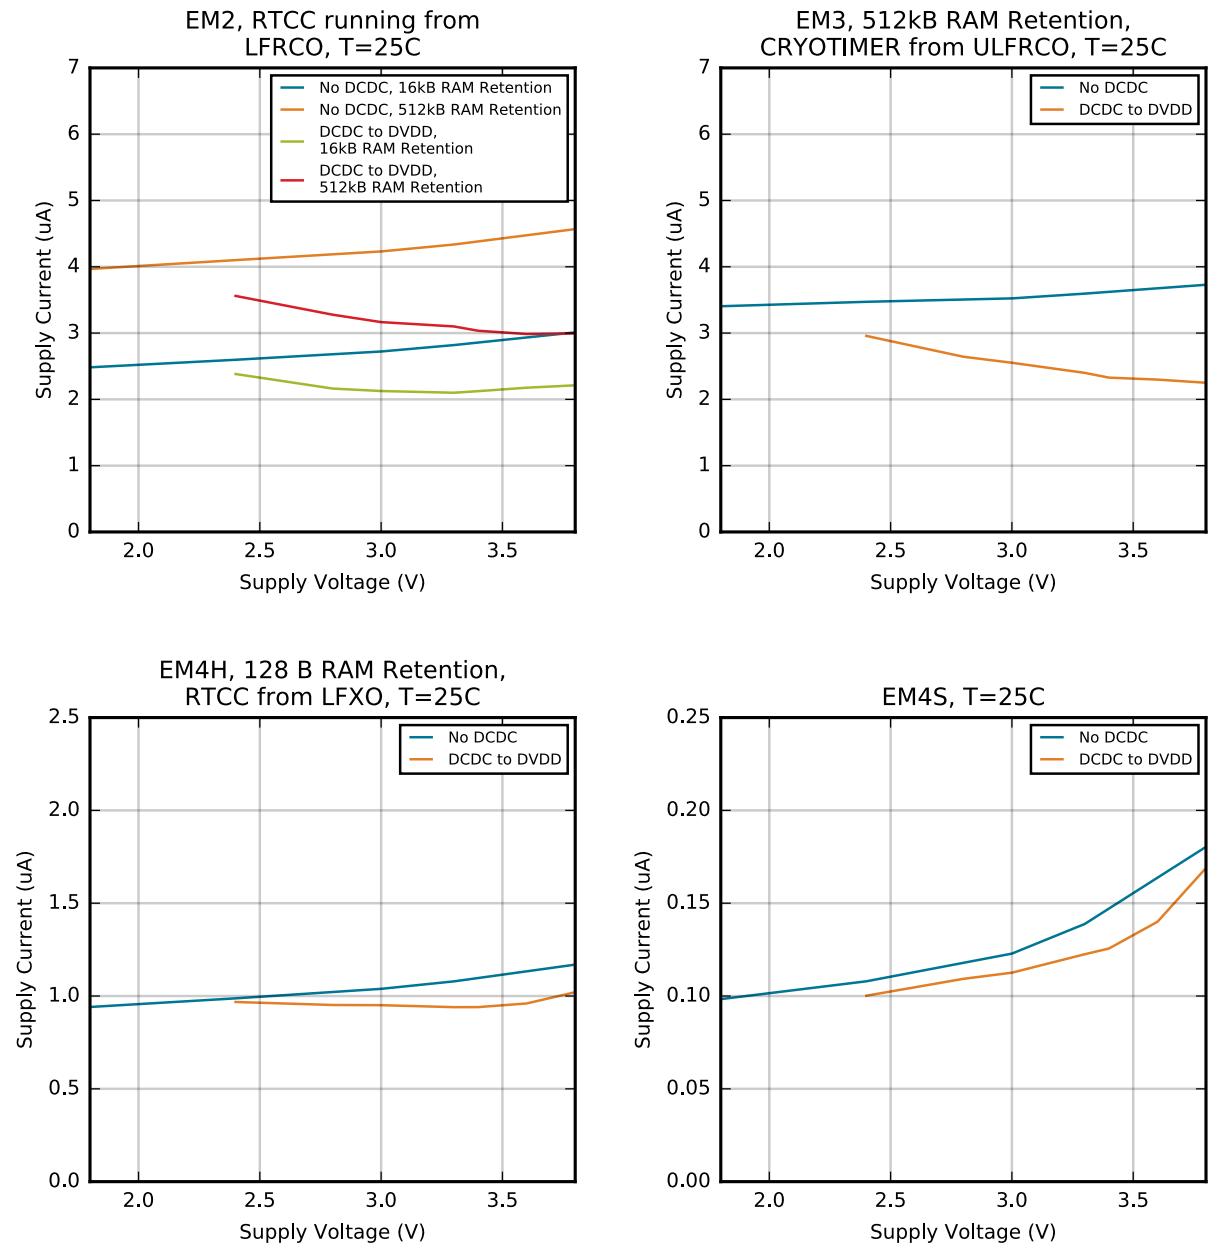 EM2, RTCC running from
LFRCO, T=25C
7
6
5
4
3
2
1
0
Supply Current (uA)
No DCDC, 16kB RAM Retention
No DCDC, 512kB RAM Retention
DCDC to DVDD,
16kB RAM Retention
DCDC to DVDD,
512kB RAM Retention
2.0 2.5 3.0 3.5
Supply Voltage (V)
EM3, 512kB RAM Retention,
CRYOTIMER from ULFRCO, T=25C
7
6
5
4
3
2
1
0
Supply Current (uA)
No DCDC
DCDC to DVDD
2.0 2.5 3.0 3.5
Supply Voltage (V)
EM4H, 128 B RAM Retention,
RTCC from LFXO, T=25C
2.5
2.0
1.5
1.0
0.5
0.0
Supply Current (uA)
No DCDC
DCDC to DVDD
2.0 2.5 3.0 3.5
Supply Voltage (V)
EM4S, T=25C
0.25
0.20
0.15
0.10
0.05
0.00
Supply Current (uA)
No DCDC
DCDC to DVDD
2.0 2.5 3.0 3.5
Supply Voltage (V)